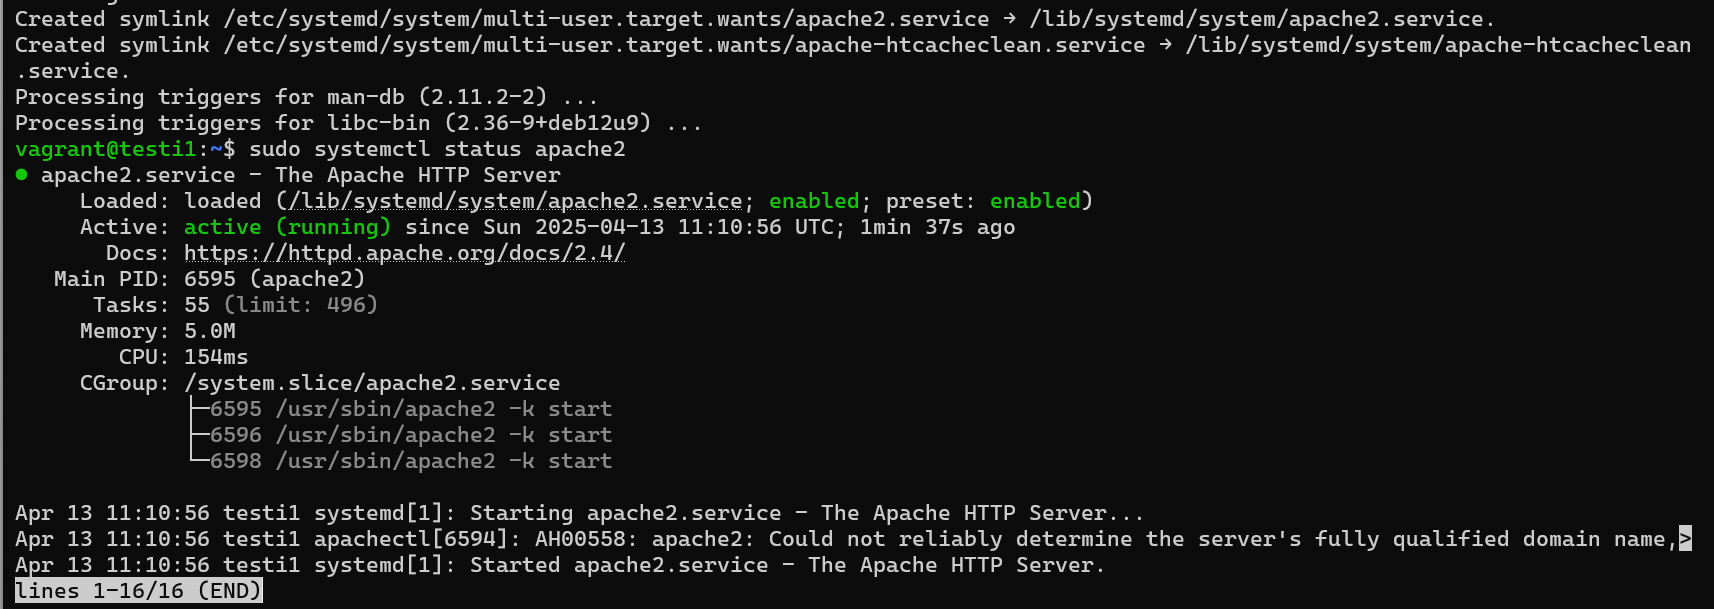 Created symlink /etc/systemd/system/multi-user.target.wants/apache2.service → /lib/systemd/system/apache2.service.
Created symlink /etc/systemd/system/multi-user.target.wants/apache-htcacheclean.service → /lib/systemd/system/apache-htcacheclean
.service.
Processing triggers for man-db (2.11.2-2) ...
Processing triggers for libc-bin (2.36-9+deb12u9) ...
vagrant@testi1:~$ sudo systemctl status apache2
● apache2.service - The Apache HTTP Server
     Loaded: loaded (/lib/systemd/system/apache2.service; enabled; preset: enabled)
     Active: active (running) since Sun 2025-04-13 11:10:56 UTC; 1min 37s ago
       Docs: https://httpd.apache.org/docs/2.4/
   Main PID: 6595 (apache2)
      Tasks: 55 (limit: 496)
     Memory: 5.0M
        CPU: 154ms
     CGroup: /system.slice/apache2.service
             ├─6595 /usr/sbin/apache2 -k start
             ├─6596 /usr/sbin/apache2 -k start
             └─6598 /usr/sbin/apache2 -k start

Apr 13 11:10:56 testi1 systemd[1]: Starting apache2.service - The Apache HTTP Server...
Apr 13 11:10:56 testi1 apachectl[6594]: AH00558: apache2: Could not reliably determine the server's fully qualified domain name,>
Apr 13 11:10:56 testi1 systemd[1]: Started apache2.service - The Apache HTTP Server.
lines 1-16/16 (END)